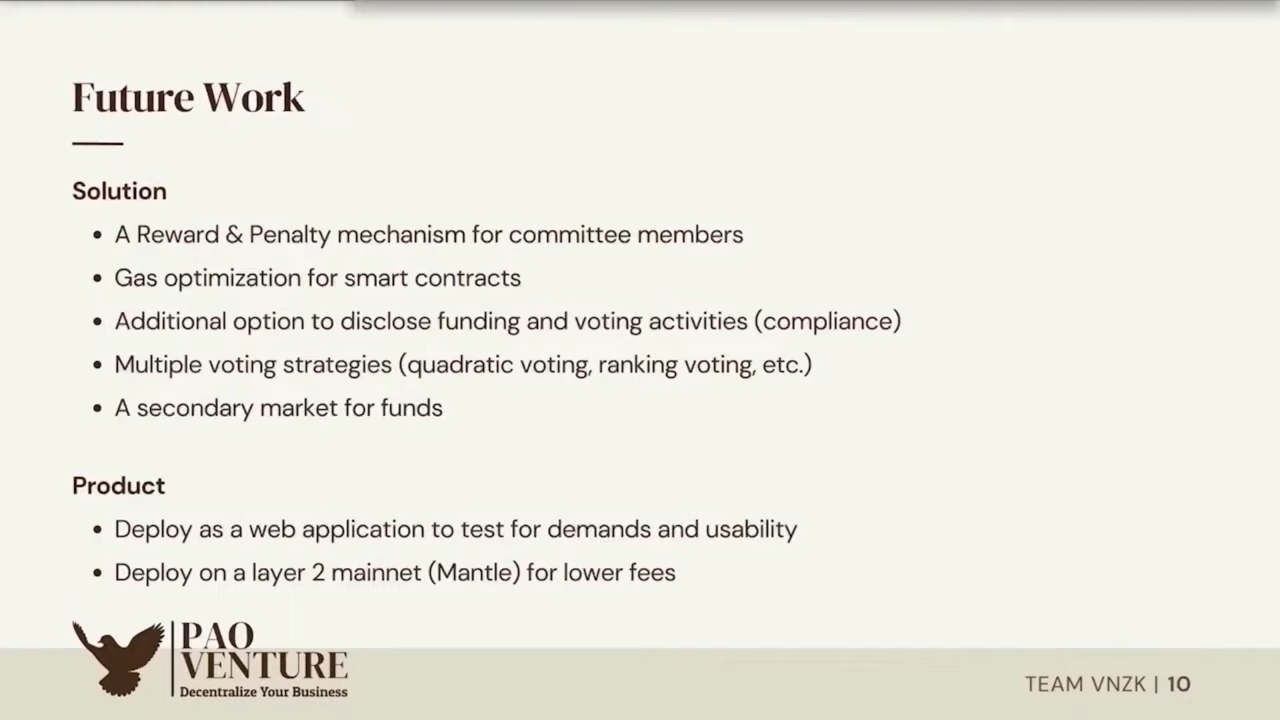 Future Work
Solution
• A Reward & Penalty mechanism for committee members
• Gas optimization for smart contracts
• Additional option to disclose funding and voting activities (compliance)
• Multiple voting strategies (quadratic voting, ranking voting, etc.)
• A secondary market for funds
Product
• Deploy as a web application to test for demands and usability
• Deploy on a layer 2 mainnet (Mantle) for lower fees
PAO
VENTURE
Decentralize Your Business
TEAM VNZK | 10